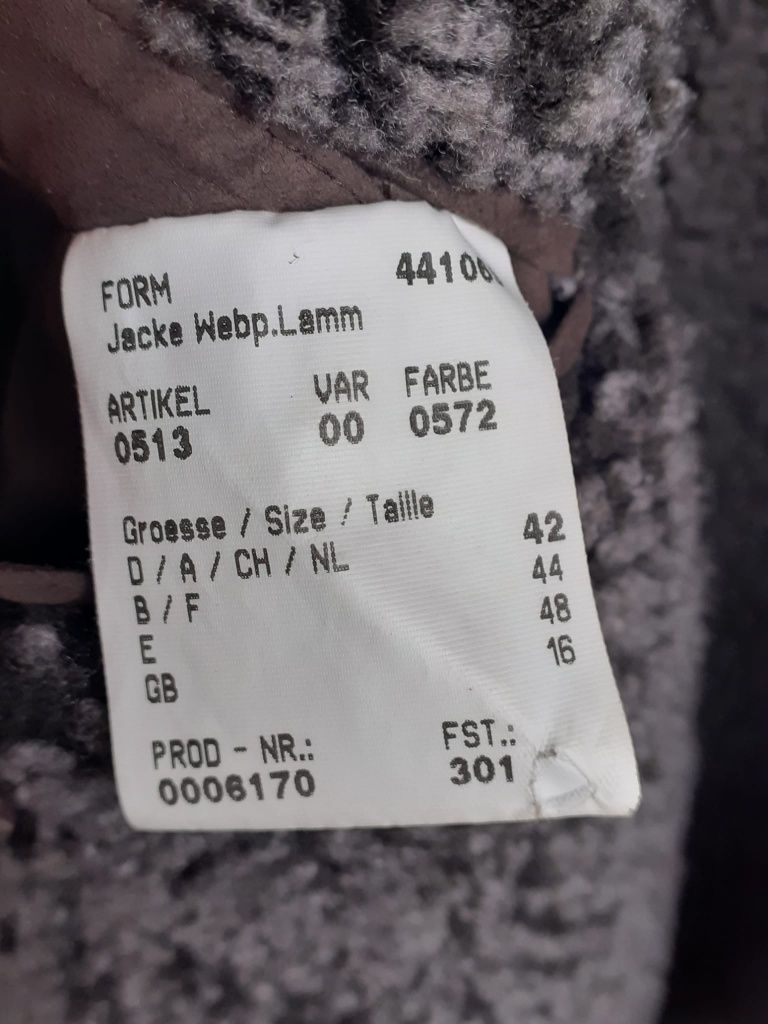 FORM
Jacke Webp.Lamm
ARTIKEL VAR FARBE
0513 00 0572
Groesse / Size / Taille
D / A / CH / NL 42
B / F 44
E 48
GB 16
PROD - NR.: FST.:
0006170 301